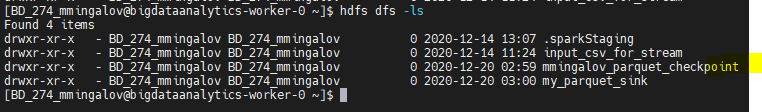 [BD_274_mmingalov@bigdataanalytics-worker-0 ~]$ hdfs dfs -ls
Found 4 items
drwxr-xr-x   - BD_274_mmingalov BD_274_mmingalov          0 2020-12-14 13:07 .sparkStaging
drwxr-xr-x   - BD_274_mmingalov BD_274_mmingalov          0 2020-12-14 11:24 input_csv_for_stream
drwxr-xr-x   - BD_274_mmingalov BD_274_mmingalov          0 2020-12-20 02:59 mmingalov_parquet_checkpoint
drwxr-xr-x   - BD_274_mmingalov BD_274_mmingalov          0 2020-12-20 03:00 my_parquet_sink
[BD_274_mmingalov@bigdataanalytics-worker-0 ~]$